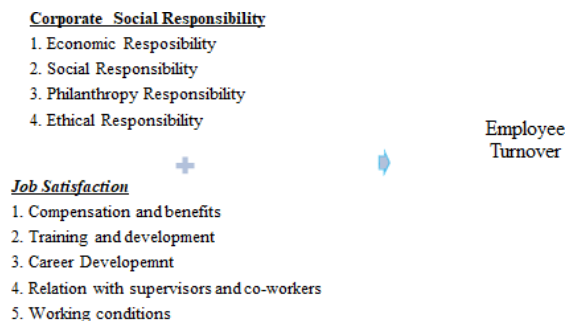 Corporate Social Responsibility
1. Economic Resposibility
2. Social Responsibility
3. Philanthropy Responsibility
4. Ethical Responsibility
Employee
Turnover
Job Satisfaction
1. Compensation and benefits
2. Training and development
3. Career Developemnt
4. Relation with supervisors and co-workers
5. Working conditions